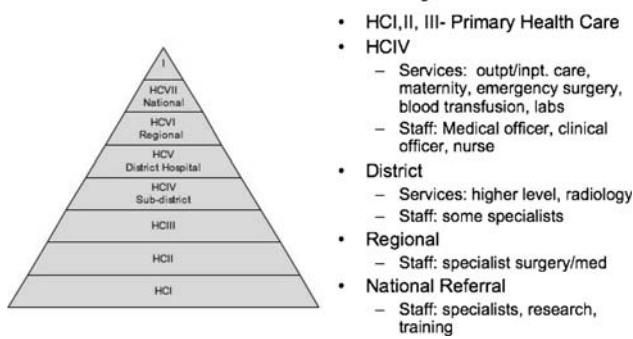 I
HCVII
National
HCVI
Regional
HCV
District Hospital
HCIV
Sub-district
HCIII
HCII
HCI
• HCI,II, III- Primary Health Care
• HCIV
– Services: outpt/inpt. care,
maternity, emergency surgery,
blood transfusion, labs
– Staff: Medical officer, clinical
officer, nurse
• District
– Services: higher level, radiology
– Staff: some specialists
• Regional
– Staff: specialist surgery/med
• National Referral
– Staff: specialists, research,
training